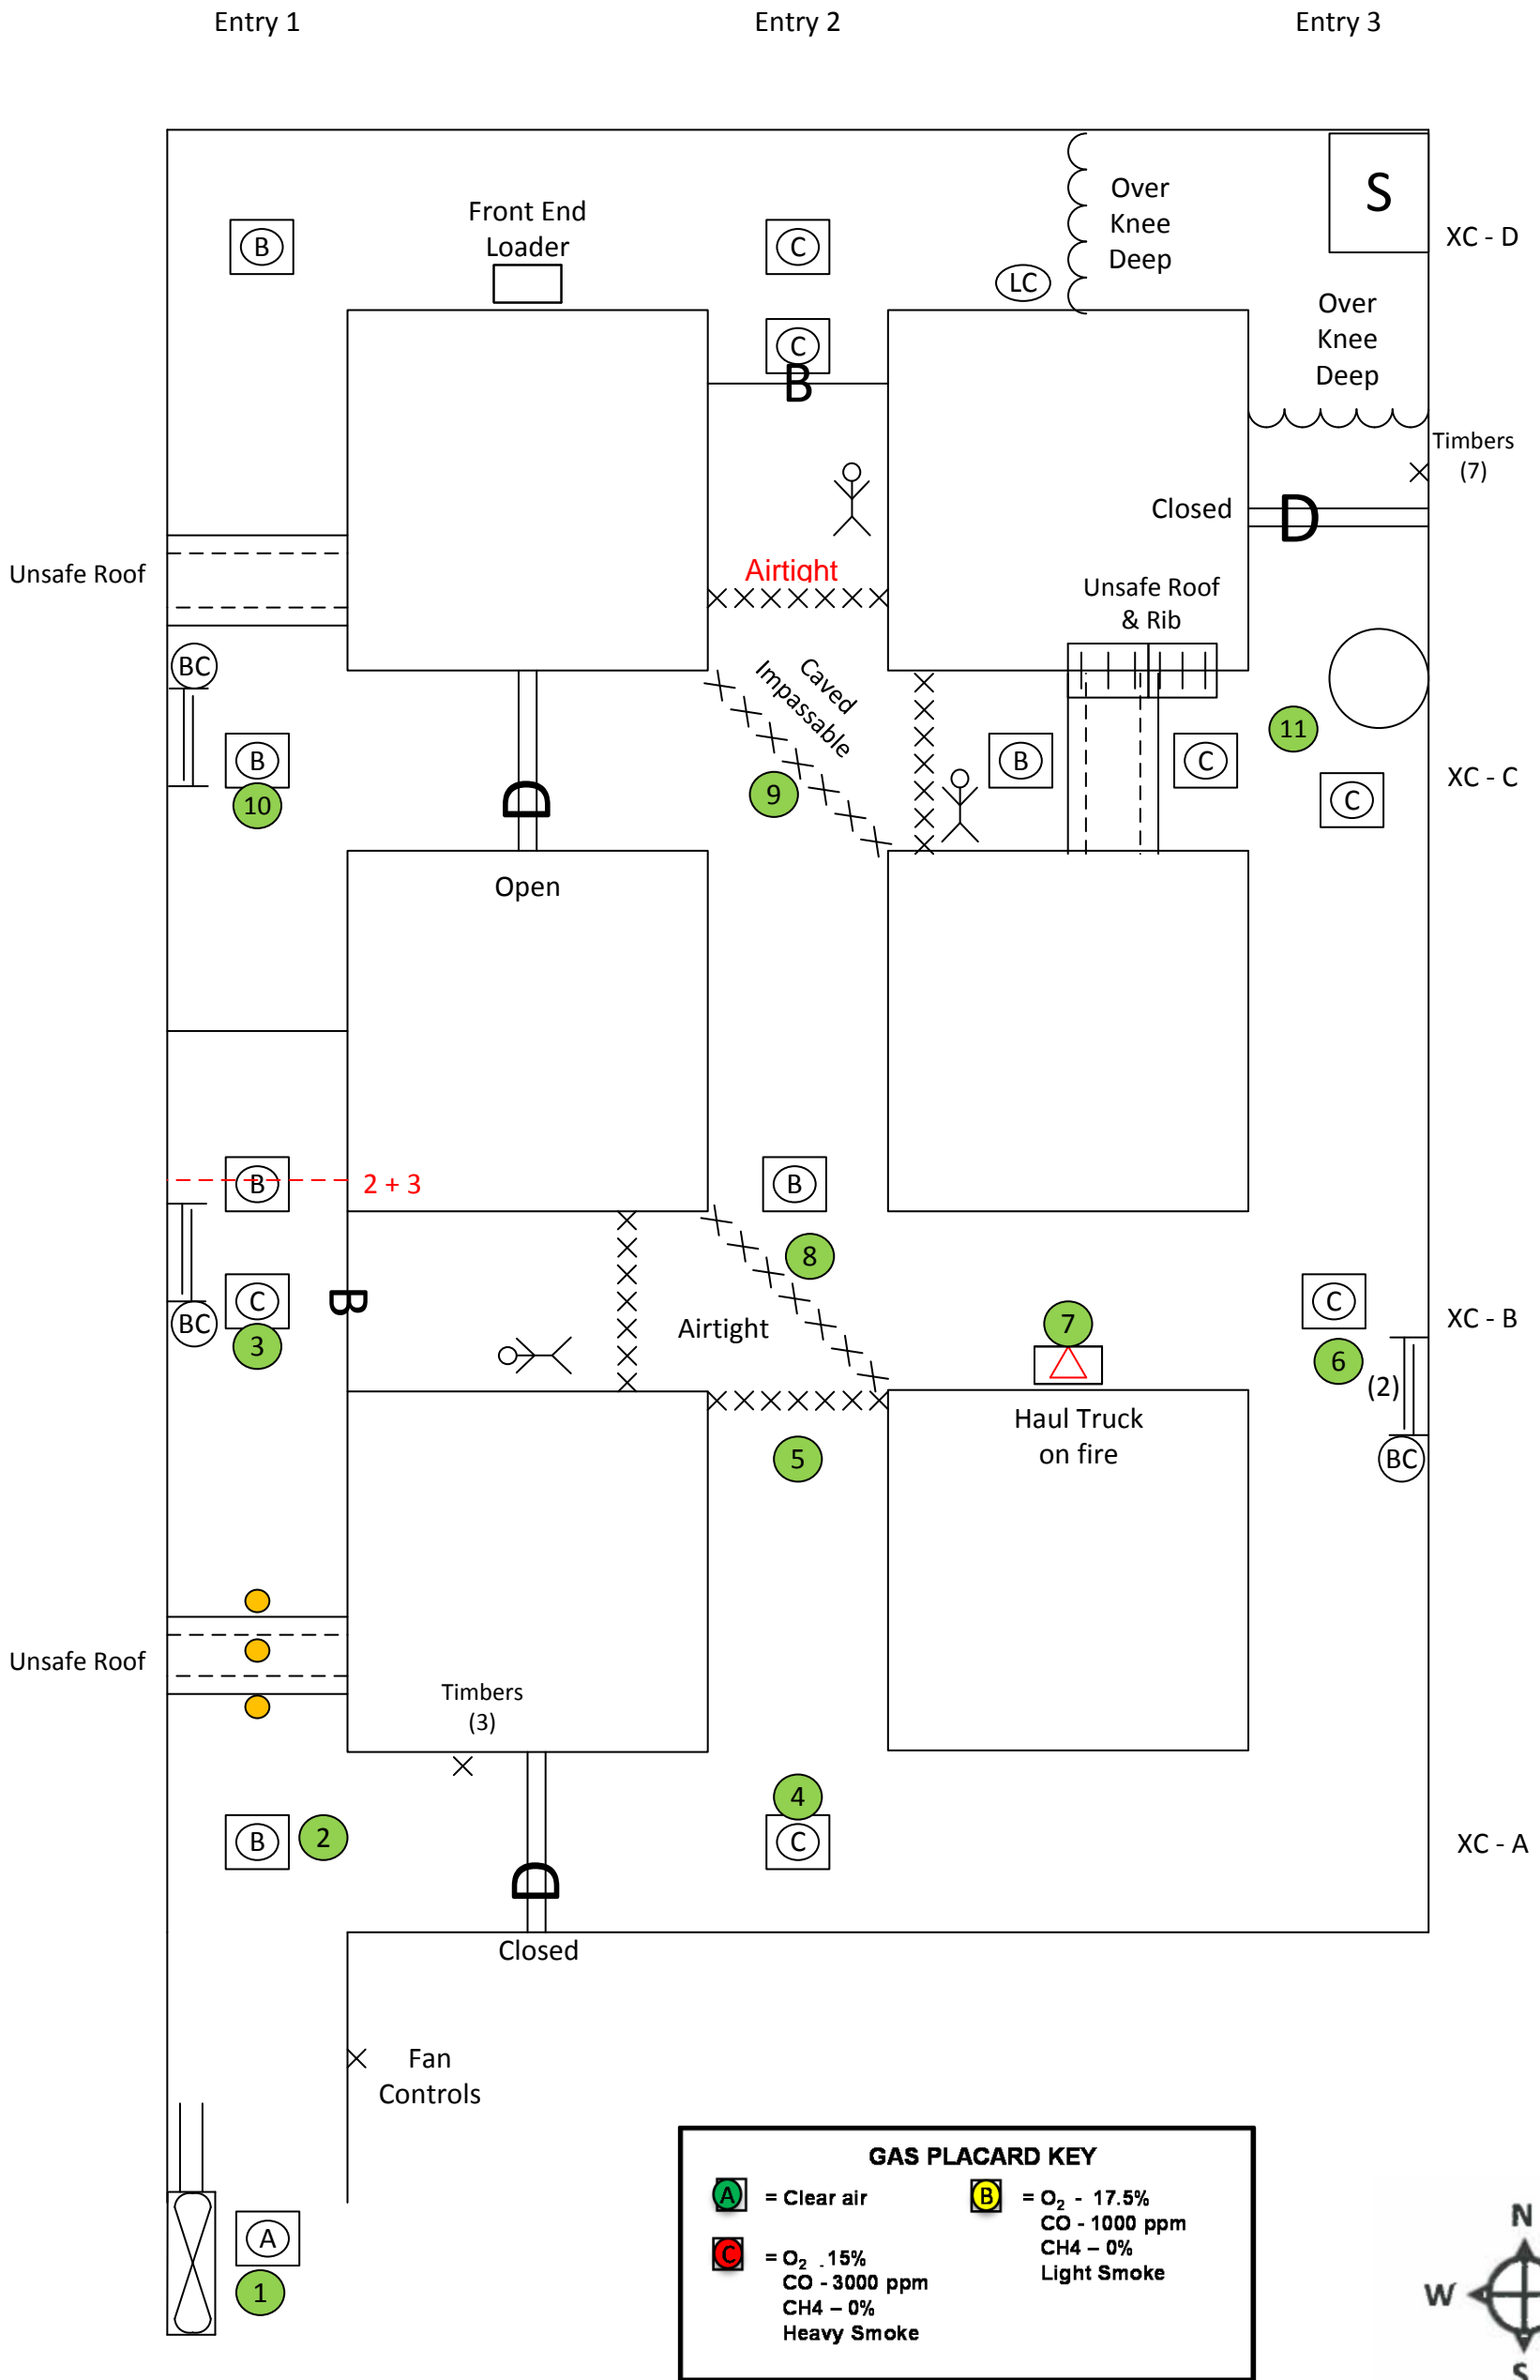 Entry 1
Entry 2
Entry 3
S
Over
Knee
Deep
XC - D
Front End
Loader
B
C
LC
C
B
Over
Knee
Deep
Timbers
(7)
Closed
D
Airtight
Unsafe Roof
Unsafe Roof
& Rib
BC
Caved
Impassable
11
B
B
C
XC - C
C
10
D
9
Open
B
2 + 3
B
8
C
B
C
XC - B
BC
3
Airtight
7
6
(2)
Haul Truck
on fire
5
BC
Unsafe Roof
Timbers
(3)
4
B
2
C
XC - A
D
Closed
Fan
Controls
GAS PLACARD KEY
A = Clear air
B = O2 - 17.5%
CO - 1000 ppm
CH4 – 0%
Light Smoke
C = O2 - 15%
CO - 3000 ppm
CH4 – 0%
Heavy Smoke
A
1
N
W
S